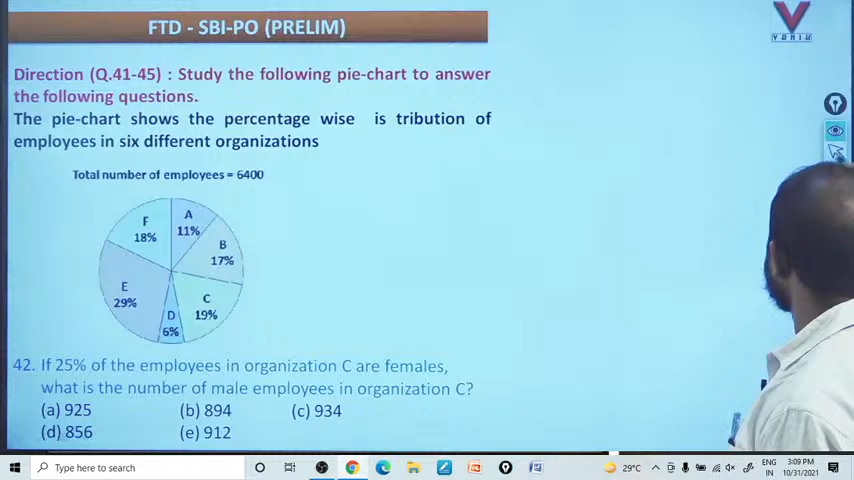 FTD - SBI-PO (PRELIM)
VANIK
Direction (Q.41-45) : Study the following pie-chart to answer
the following questions.
The pie-chart shows the percentage wise is tribution of
employees in six different organizations
Total number of employees = 6400
A
11%
B
17%
C
19%
D
6%
E
29%
F
18%
42. If 25% of the employees in organization C are females,
what is the number of male employees in organization C?
(a) 925 (b) 894 (c) 934
(d) 856 (e) 912
Type here to search
29°C
ENG
IN
3:09 PM
10/31/2021